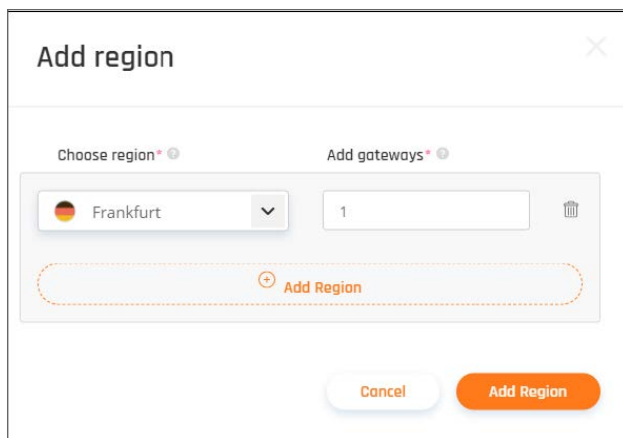 Add region
Choose region* Add gateways*
Frankfurt 1
Add Region
Cancel Add Region